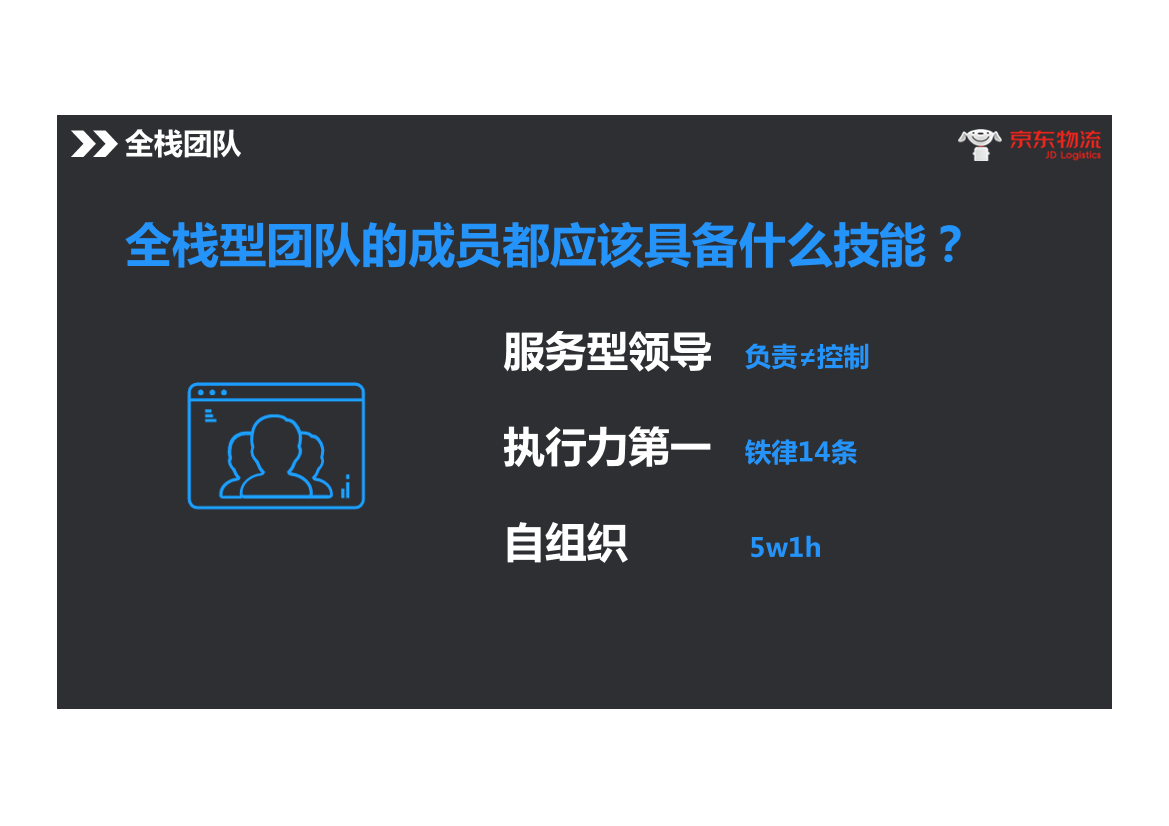 全栈团队
京东物流
JD Logistics
全栈型团队的成员都应该具备什么技能？
服务型领导 负责≠控制
执行力第一 铁律14条
自组织 5w1h